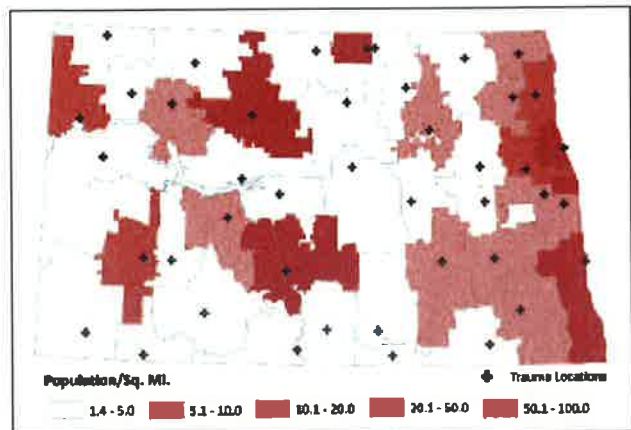 Population/Sq. Mi.
Trauma Locations
1.4 - 5.0
5.1 - 10.0
10.1 - 20.0
20.1 - 50.0
50.1 - 100.0